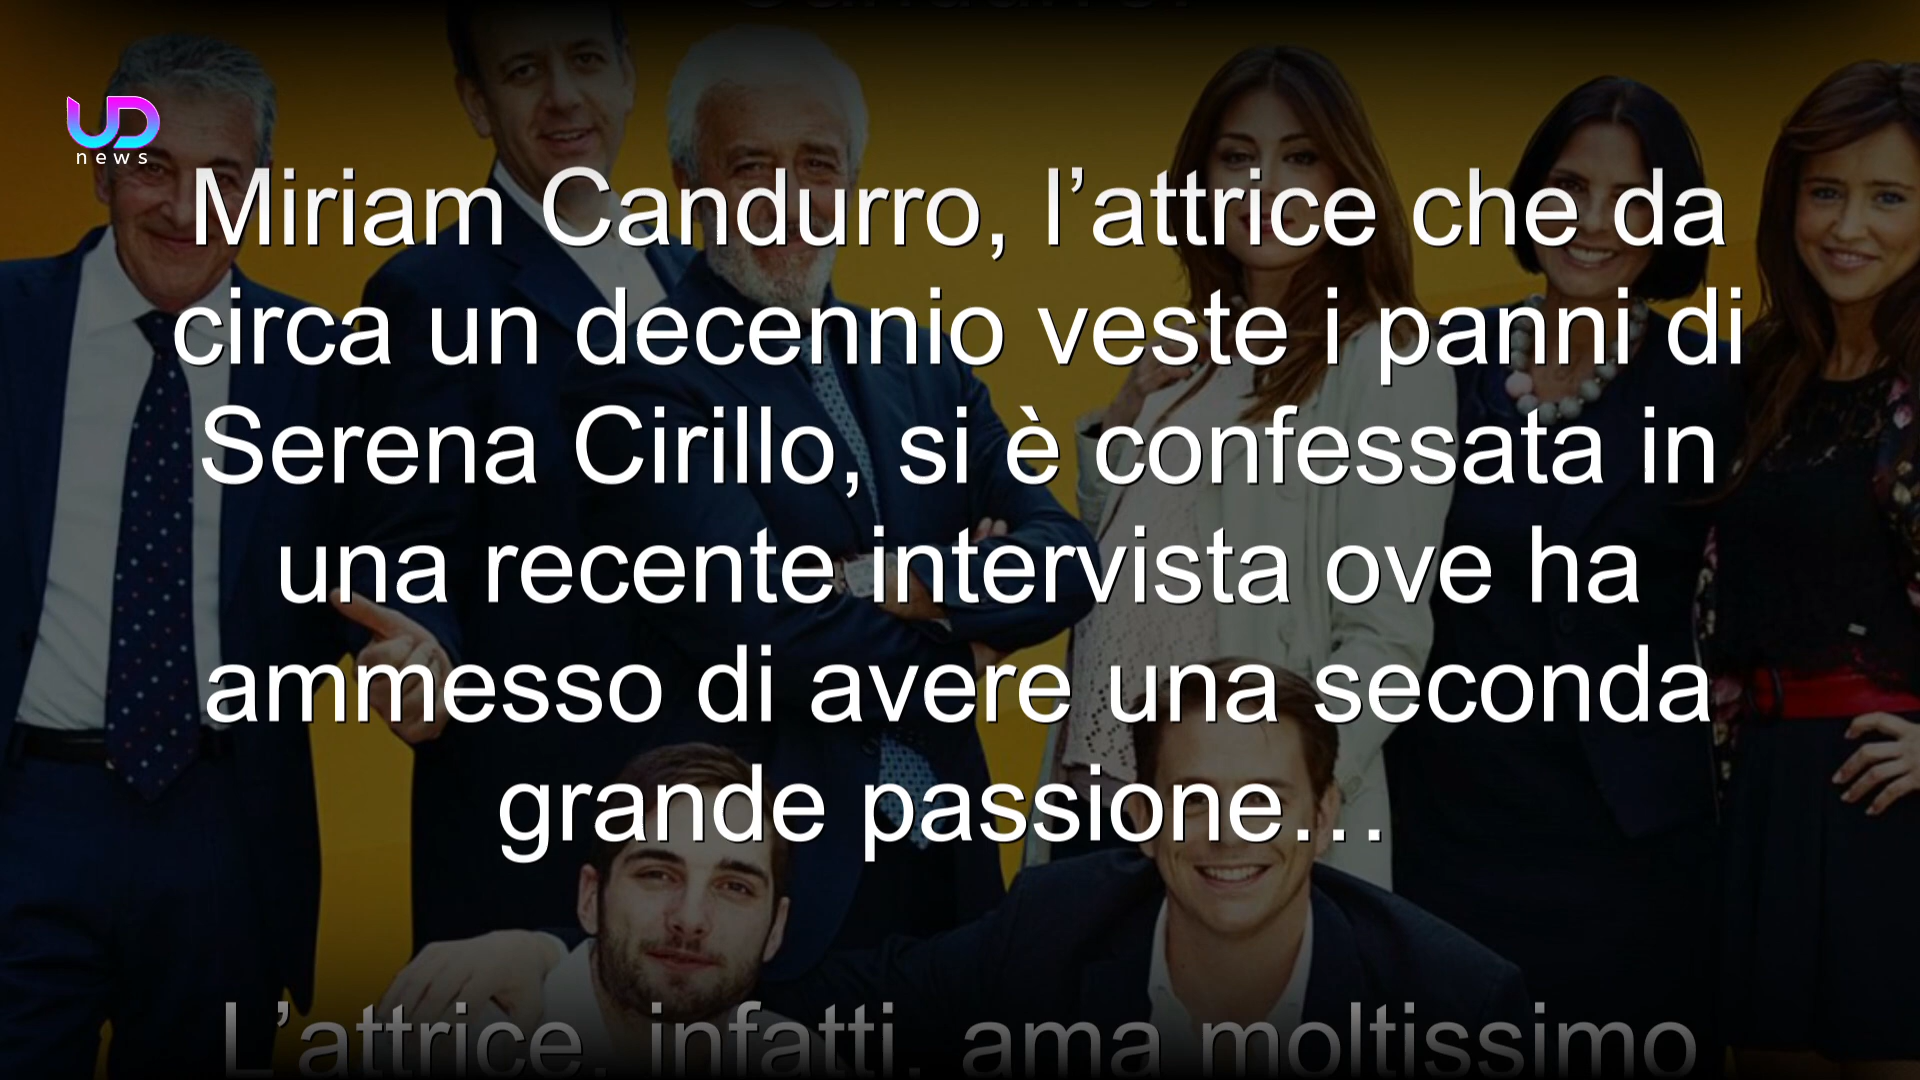 UD
news
Miriam Candurro, l’attrice che da
circa un decennio veste i panni di
Serena Cirillo, si è confessata in
una recente intervista ove ha
ammesso di avere una seconda
grande passione…
L’attrice, infatti, ama moltissimo